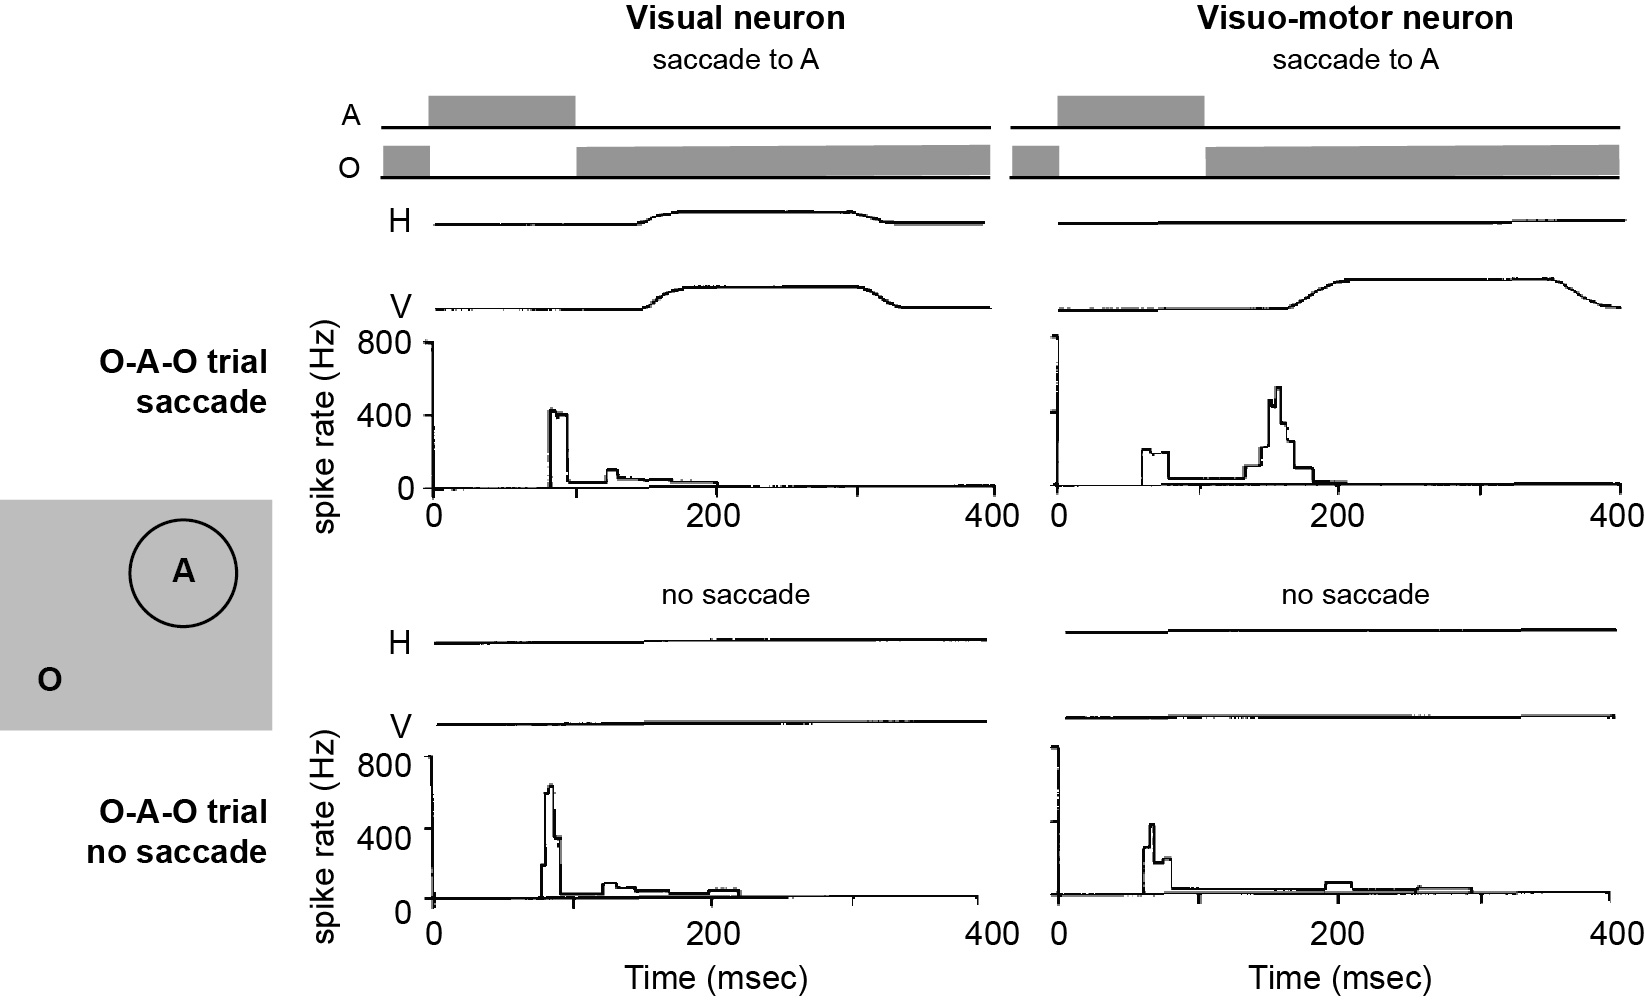 Visual neuron
saccade to A
Visuo-motor neuron
saccade to A
A
O
H
V
O-A-O trial
saccade
spike rate (Hz)
800
400
0
0
200
400
0
200
400
A
O
no saccade
no saccade
H
V
O-A-O trial
no saccade
spike rate (Hz)
800
400
0
0
200
400
0
200
400
Time (msec)
Time (msec)